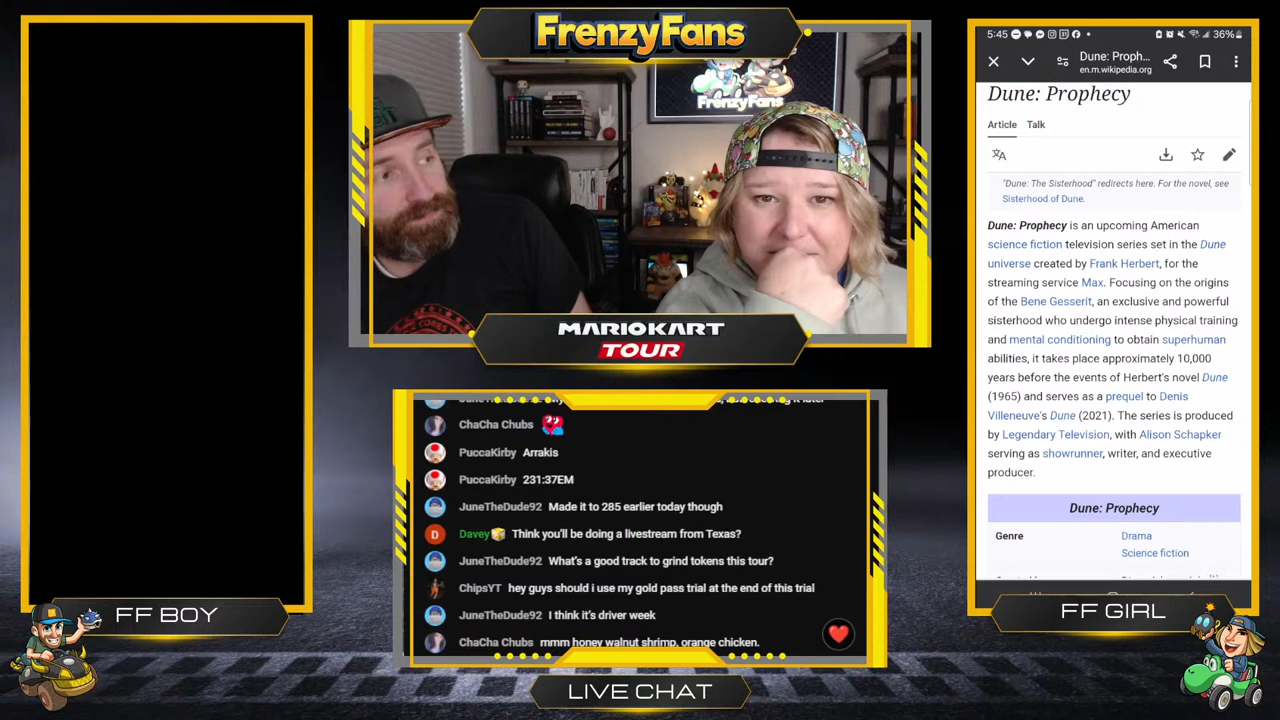 FrenzyFans
FrenzyFans
MARIOKART
TOUR
ChaCha Chubs
PuccaKirby Arrakis
PuccaKirby 231:37EM
JuneTheDude92 Made it to 285 earlier today though
D Davey Think you'll be doing a livestream from Texas?
JuneTheDude92 What's a good track to grind tokens this tour?
ChipsYT hey guys should i use my gold pass trial at the end of this trial
JuneTheDude92 I think it's driver week
ChaCha Chubs mmm honey walnut shrimp, orange chicken.
LIVE CHAT
FF BOY
5:45 36%
Dune: Proph...
en.m.wikipedia.org
Dune: Prophecy
Article Talk
"Dune: The Sisterhood" redirects here. For the novel, see
Sisterhood of Dune.
Dune: Prophecy is an upcoming American
science fiction television series set in the Dune
universe created by Frank Herbert, for the
streaming service Max. Focusing on the origins
of the Bene Gesserit, an exclusive and powerful
sisterhood who undergo intense physical training
and mental conditioning to obtain superhuman
abilities, it takes place approximately 10,000
years before the events of Herbert's novel Dune
(1965) and serves as a prequel to Denis
Villeneuve's Dune (2021). The series is produced
by Legendary Television, with Alison Schapker
serving as showrunner, writer, and executive
producer.
Dune: Prophecy
Genre Drama
Science fiction
FF GIRL